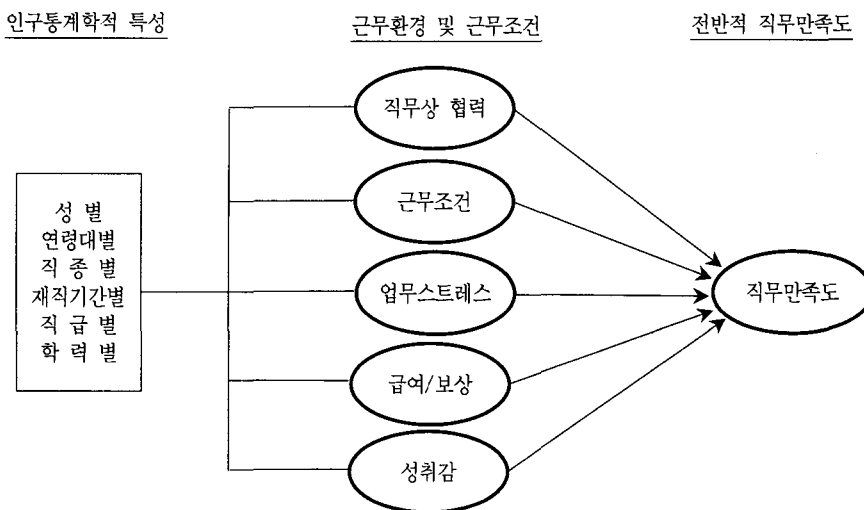 인구통계학적 특성
근무환경 및 근무조건
전반적 직무만족도
성 별
연령대별
직 종 별
재직기간별
직 급 별
학 력 별
직무상 협력
근무조건
업무스트레스
급여/보상
성취감
직무만족도